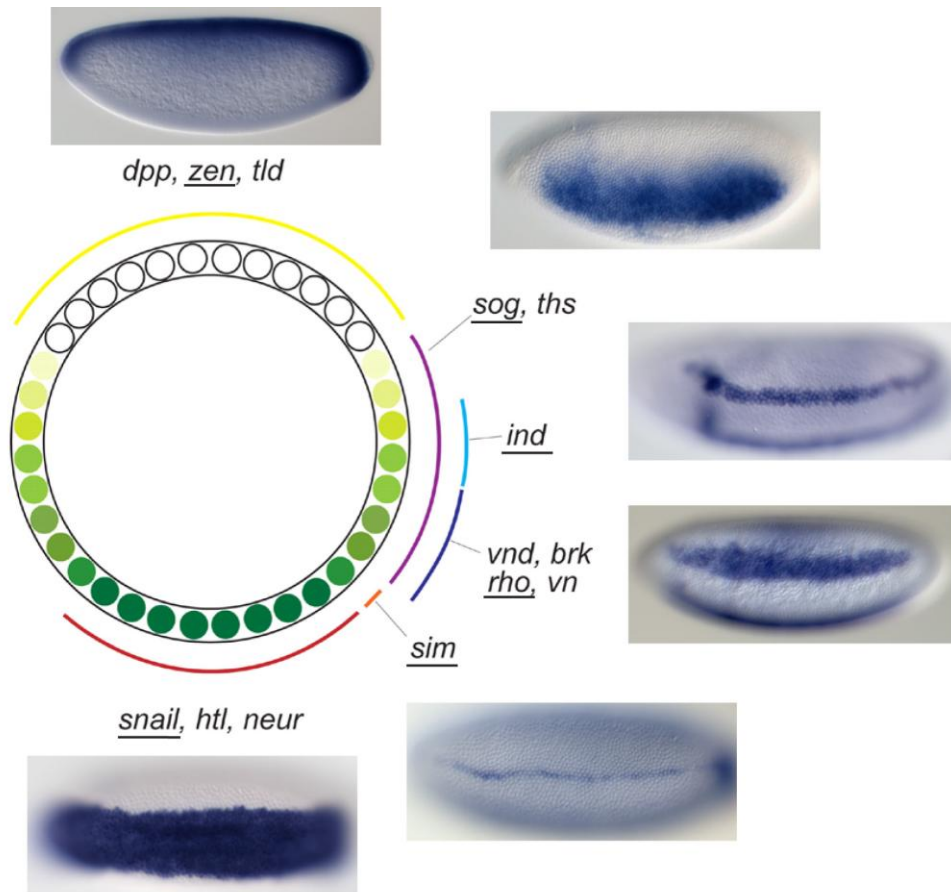 dpp, zen, tld
sog, ths
ind
vnd, brk
rho, vn
sim
snail, htl, neur